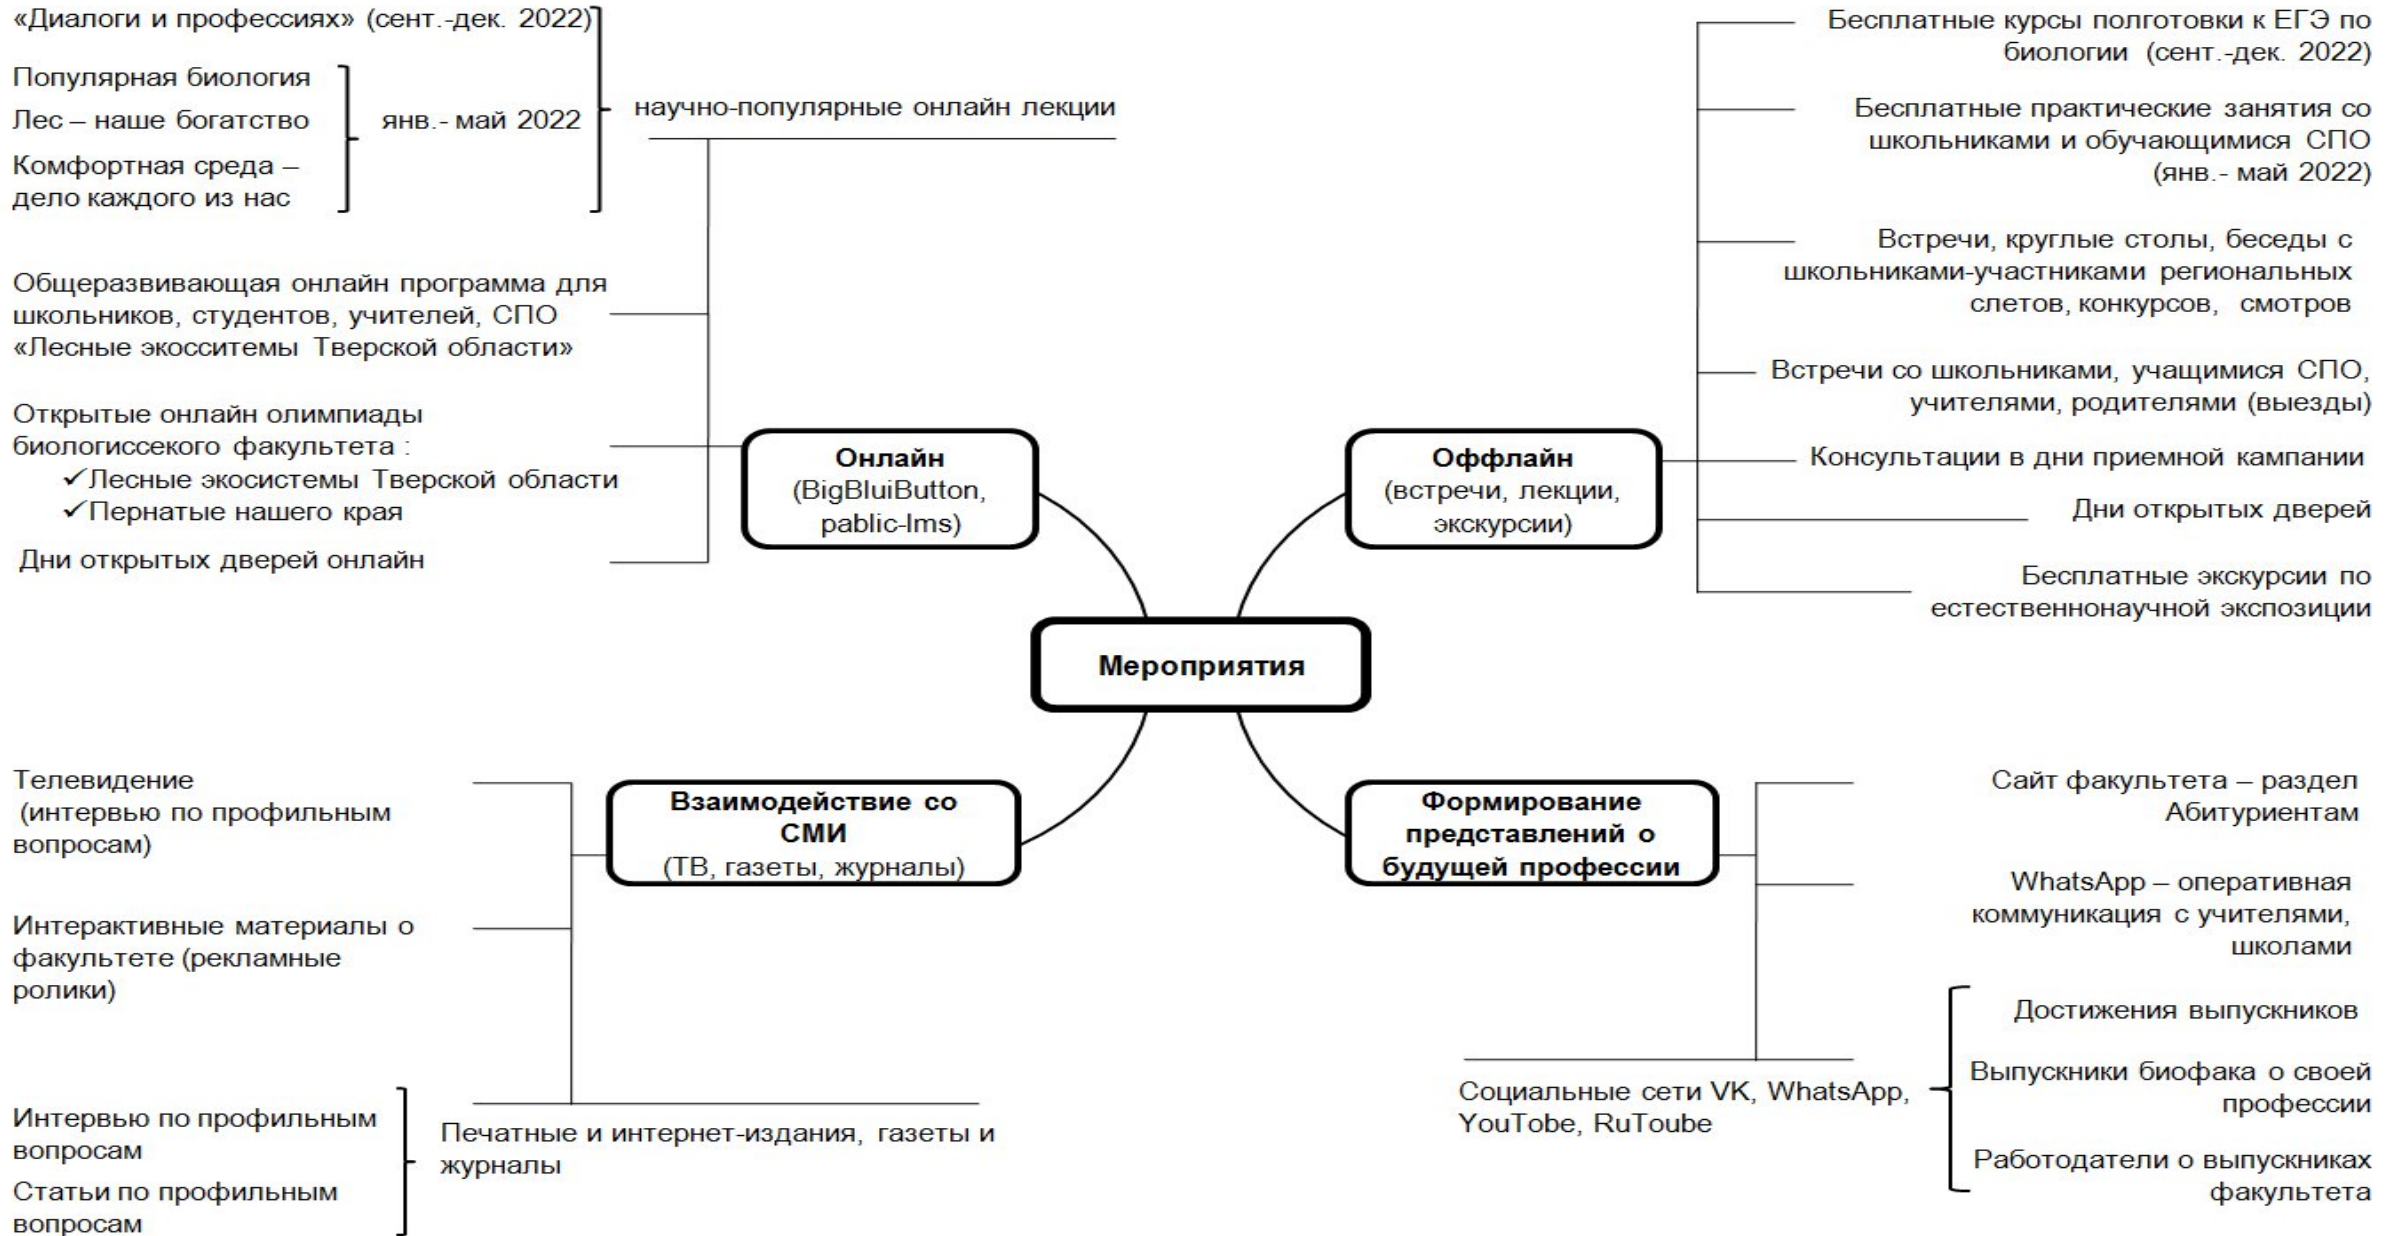 «Диалоги и профессиях» (сент.-дек. 2022)
Популярная биология
Лес – наше богатство
Комфортная среда –
дело каждого из нас
янв.- май 2022
научно-популярные онлайн лекции
Общеразвивающая онлайн программа для
школьников, студентов, учителей, СПО
«Лесные экосситемы Тверской области»
Открытые онлайн олимпиады
биологиссекого факультета :
✓Лесные экосистемы Тверской области
✓Пернатые нашего края
Дни открытых дверей онлайн
Онлайн
(BigBluiButton,
pablic-lms)
Бесплатные курсы полготовки к ЕГЭ по
биологии (сент.-дек. 2022)
Бесплатные практические занятия со
школьниками и обучающимися СПО
(янв.- май 2022)
Встречи, круглые столы, беседы с
школьниками-участниками региональных
слетов, конкурсов, смотров
Встречи со школьниками, учащимися СПО,
учителями, родителями (выезды)
Консультации в дни приемной кампании
Дни открытых дверей
Бесплатные экскурсии по
естественнонаучной экспозиции
Оффлайн
(встречи, лекции,
экскурсии)
Мероприятия
Телевидение
(интервью по профильным
вопросам)
Интерактивные материалы о
факультете (рекламные
ролики)
Интервью по профильным
вопросам
Статьи по профильным
вопросам
Печатные и интернет-издания, газеты и
журналы
Взаимодействие со
СМИ
(ТВ, газеты, журналы)
Формирование
представлений о
будущей профессии
Сайт факультета – раздел
Абитуриентам
WhatsApp – оперативная
коммуникация с учителями,
школами
Социальные сети VK, WhatsApp,
YouTobe, RuToube
Достижения выпускников
Выпускники биофака о своей
профессии
Работодатели о выпускниках
факультета